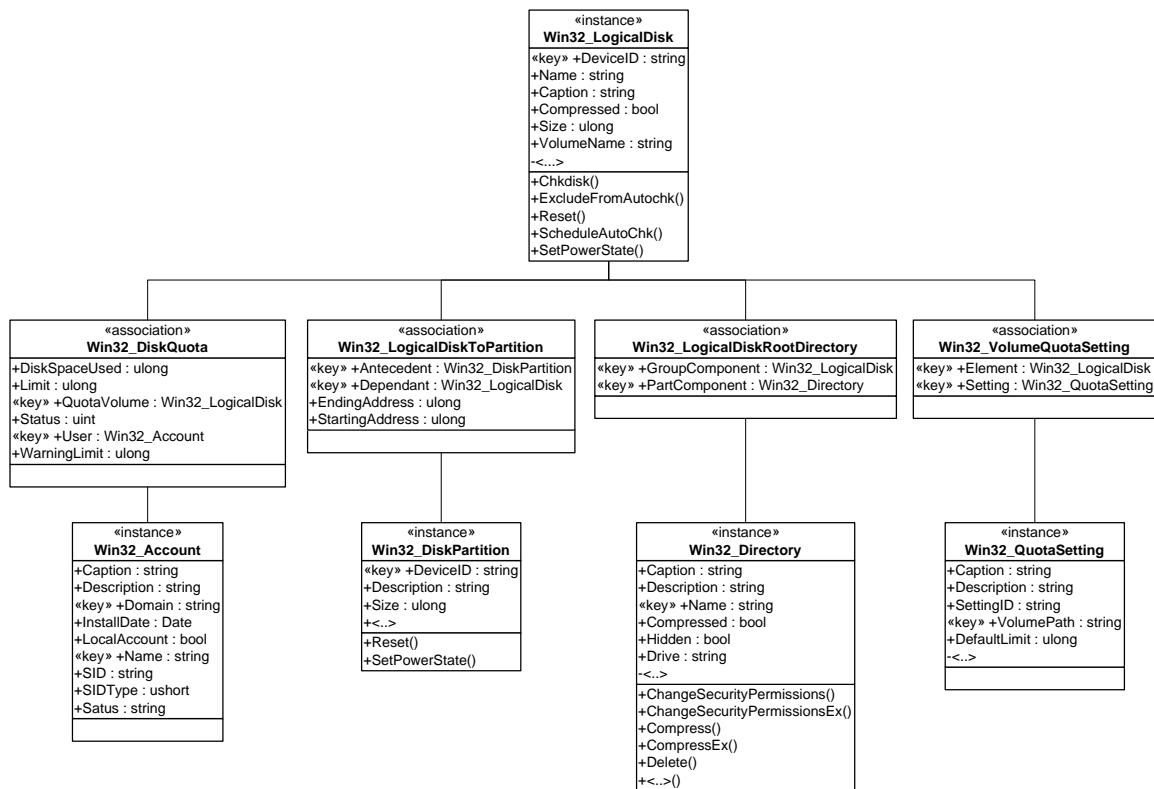 «instance»
Win32_LogicalDisk
«key» +DeviceID : string
+Name : string
+Caption : string
+Compressed : bool
+Size : ulong
+VolumeName : string
-<...>
+Chkdisk()
+ExcludeFromAutochk()
+Reset()
+ScheduleAutoChk()
+SetPowerState()
«association»
Win32_DiskQuota
+DiskSpaceUsed : ulong
+Limit : ulong
«key» +QuotaVolume : Win32_LogicalDisk
+Status : uint
«key» +User : Win32_Account
+WarningLimit : ulong
«association»
Win32_LogicalDiskToPartition
«key» +Antecedent : Win32_DiskPartition
«key» +Dependant : Win32_LogicalDisk
+EndingAddress : ulong
+StartingAddress : ulong
«association»
Win32_LogicalDiskRootDirectory
«key» +GroupComponent : Win32_LogicalDisk
«key» +PartComponent : Win32_Directory
«association»
Win32_VolumeQuotaSetting
«key» +Element : Win32_LogicalDisk
«key» +Setting : Win32_QuotaSetting
«instance»
Win32_Account
+Caption : string
+Description : string
«key» +Domain : string
+InstallDate : Date
+LocalAccount : bool
«key» +Name : string
+SID : string
+SIDType : ushort
+Satus : string
«instance»
Win32_DiskPartition
«key» +DeviceID : string
+Description : string
+Size : ulong
+<..>
+Reset()
+SetPowerState()
«instance»
Win32_Directory
+Caption : string
+Description : string
«key» +Name : string
+Compressed : bool
+Hidden : bool
+Drive : string
-<..>
+ChangeSecurityPermissions()
+ChangeSecurityPermissionsEx()
+Compress()
+CompressEx()
+Delete()
+<..>()
«instance»
Win32_QuotaSetting
+Caption : string
+Description : string
+SettingID : string
«key» +VolumePath : string
+DefaultLimit : ulong
-<..>